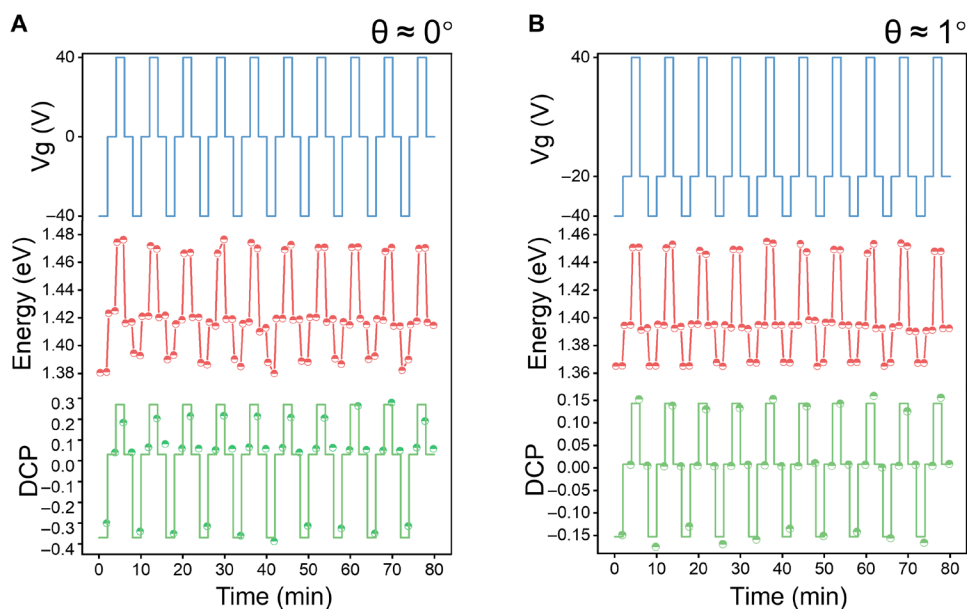 A
θ ≈ 0°
Vg (V)
40
0
−40
Energy (eV)
1.48
1.44
1.42
1.40
1.38
DCP
0.3
0.2
0.1
0.0
−0.1
−0.2
−0.3
−0.4
0 10 20 30 40 50 60 70 80
Time (min)
B
θ ≈ 1°
Vg (V)
40
−20
−40
Energy (eV)
1.46
1.44
1.42
1.40
1.36
DCP
0.15
0.10
0.05
0.00
−0.05
−0.10
−0.15
0 10 20 30 40 50 60 70 80
Time (min)